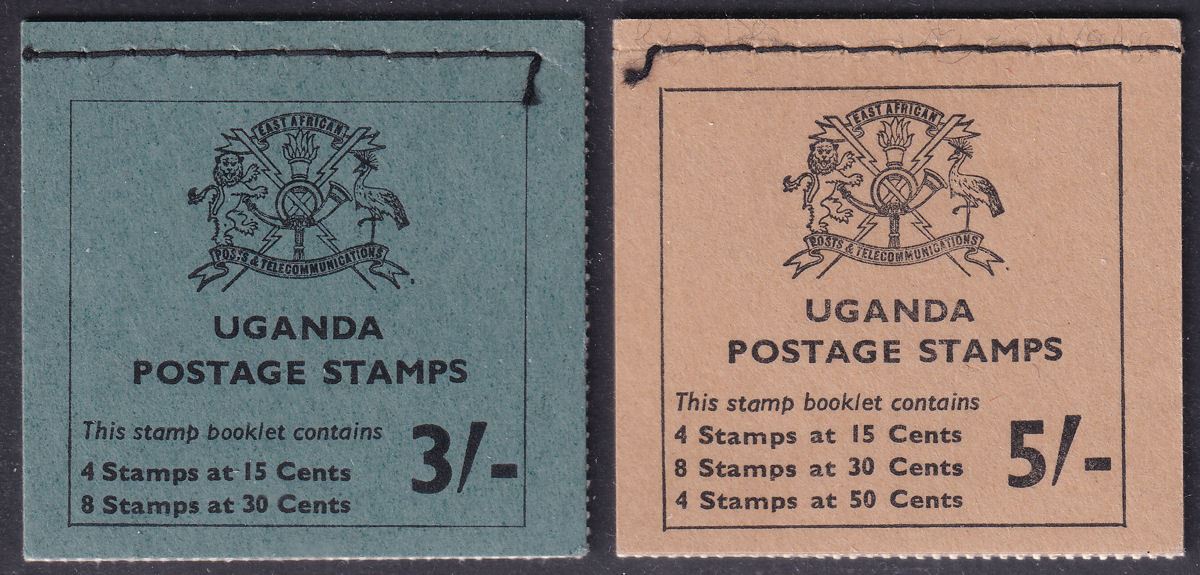 EAST AFRICAN
POSTS & TELECOMMUNICATIONS
UGANDA
POSTAGE STAMPS
This stamp booklet contains
4 Stamps at 15 Cents
8 Stamps at 30 Cents
3/-
EAST AFRICAN
POSTS & TELECOMMUNICATIONS
UGANDA
POSTAGE STAMPS
This stamp booklet contains
4 Stamps at 15 Cents
8 Stamps at 30 Cents
4 Stamps at 50 Cents
5/-